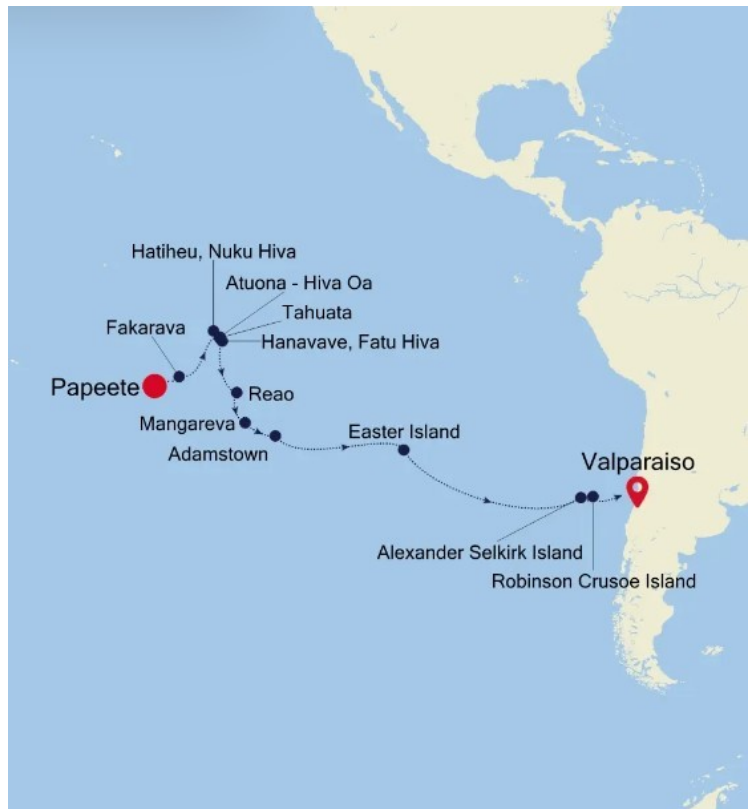 Hatiheu, Nuku Hiva
Atuona - Hiva Oa
Tahuata
Fakarava
Hanavave, Fatu Hiva
Papeete
Reao
Mangareva
Adamstown
Easter Island
Valparaiso
Alexander Selkirk Island
Robinson Crusoe Island